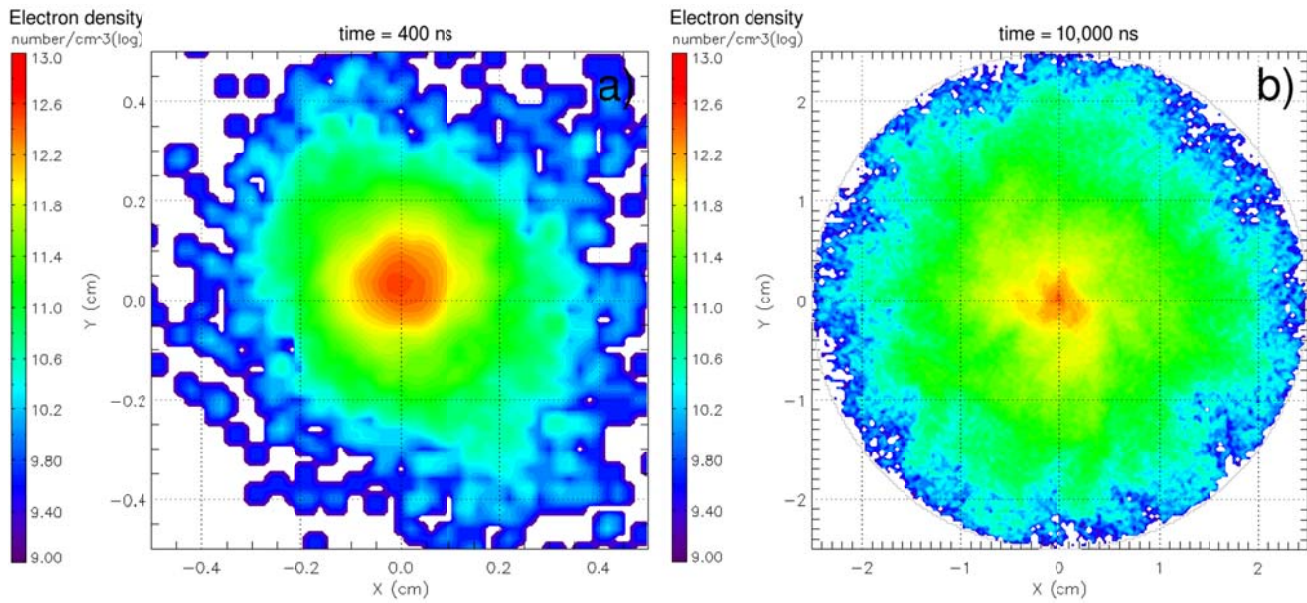 Electron density
number/cm^3(log)
13.0
12.6
12.2
11.8
11.4
11.0
10.6
10.2
9.80
9.40
9.00
time = 400 ns
a)
0.4
0.2
0.0
−0.2
−0.4
Y (cm)
−0.4 −0.2 0.0 0.2 0.4
X (cm)
Electron density
number/cm^3(log)
13.0
12.6
12.2
11.8
11.4
11.0
10.6
10.2
9.80
9.40
9.00
time = 10,000 ns
b)
2
1
0
−1
−2
Y (cm)
−2 −1 0 1 2
X (cm)